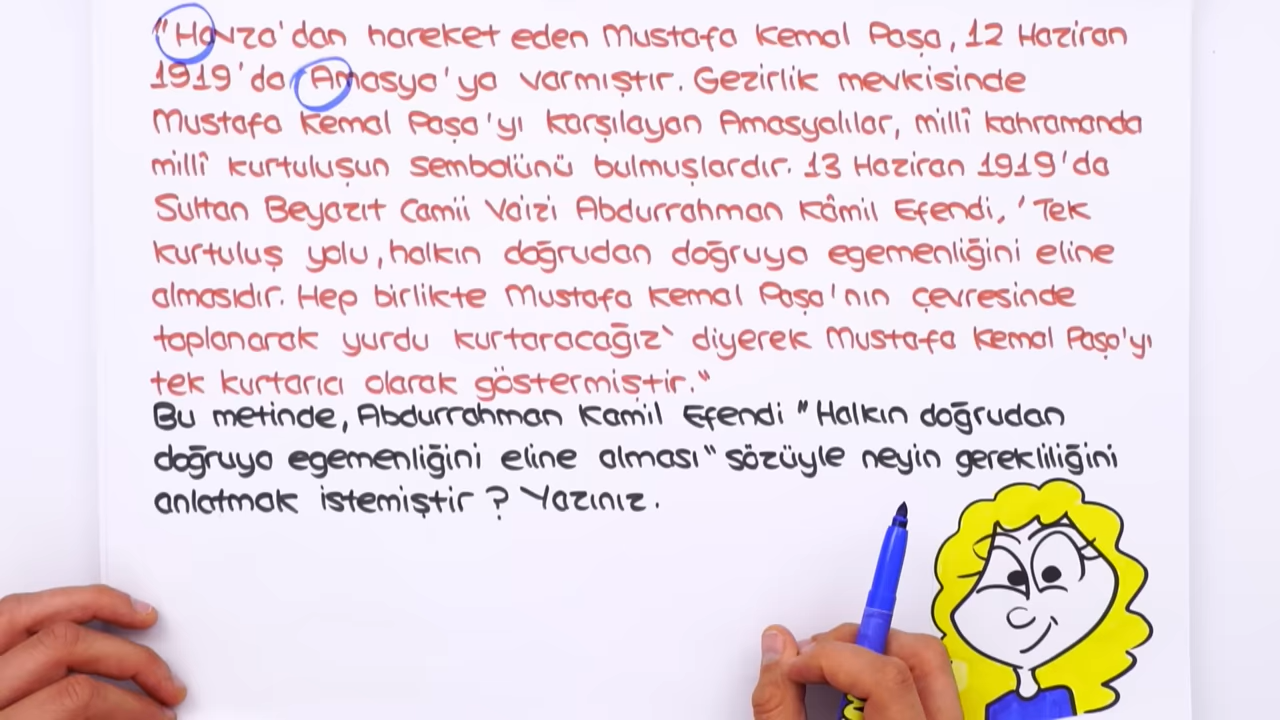 "Havza'dan hareket eden Mustafa Kemal Paşa, 12 Haziran
1919'da Amasya'ya varmıştır. Gezirlik mevkisinde
Mustafa Kemal Paşa'yı karşılayan Amasyalılar, millî kahramanda
millî kurtuluşun sembolünü bulmuşlardır. 13 Haziran 1919'da
Sultan Beyazıt Camii Vaizi Abdurrahman Kâmil Efendi, 'Tek
kurtuluş yolu, halkın doğrudan doğruya egemenliğini eline
almasıdır. Hep birlikte Mustafa Kemal Paşa'nın çevresinde
toplanarak yurdu kurtaracağız' diyerek Mustafa Kemal Paşa'yı
tek kurtarıcı olarak göstermiştir."
Bu metinde, Abdurrahman Kamil Efendi "Halkın doğrudan
doğruya egemenliğini eline alması" sözüyle neyin gerekliliğini
anlatmak istemiştir? Yazınız.